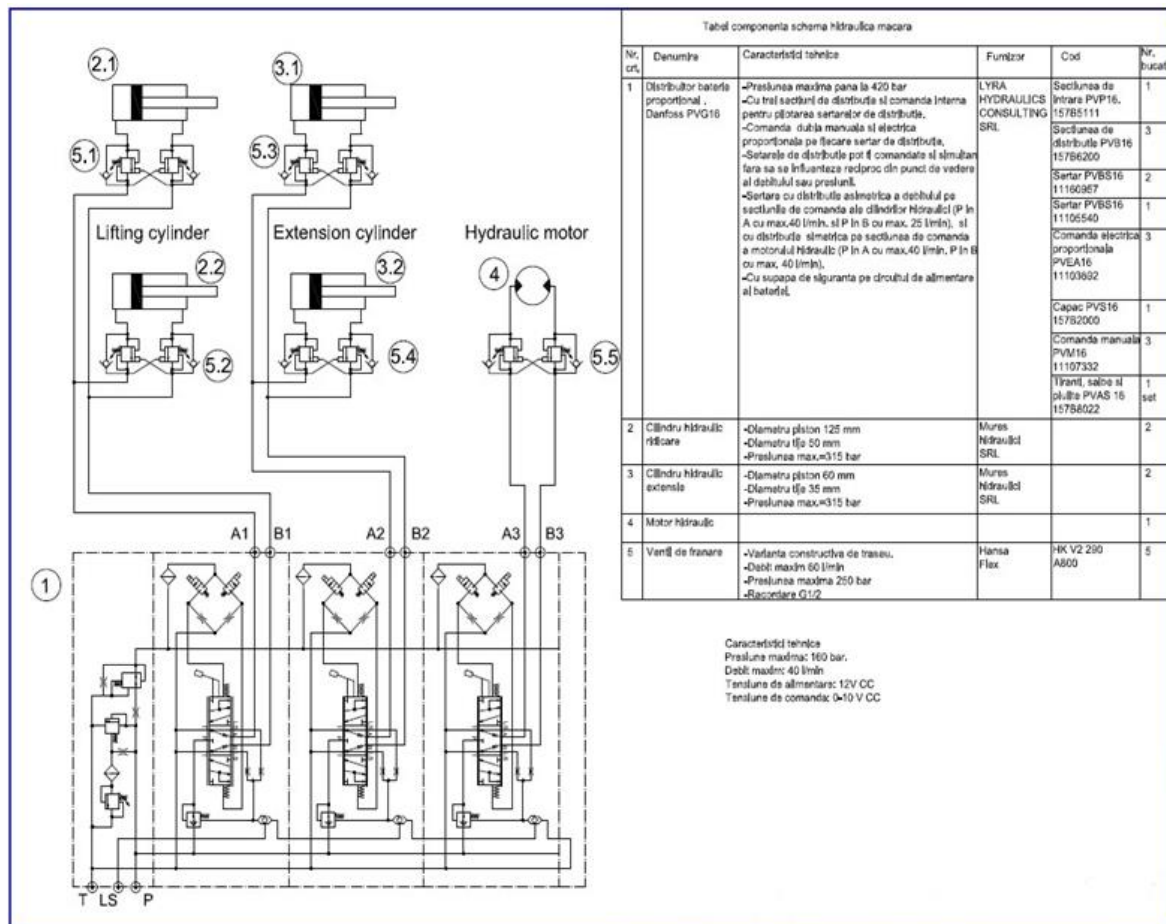 2.1
3.1
5.1
5.3
Lifting cylinder
Extension cylinder
Hydraulic motor
2.2
3.2
4
5.2
5.4
5.5
A1
B1
A2
B2
A3
B3
1
T
LS
P
Tabel componenta schema hidraulica macara
Nr.
crt.
Denumire
Caracteristici tehnice
Furnizor
Cod
Nr.
bucati
1
Distribuitor baterie
proportional ,
Danfoss PVG16
-Presiunea maxima pana la 420 bar
-Cu trei sectiuni de distributie si comanda interna
pentru pilotarea sertarelor de distributie.
-Comanda dubla manuala si electrica
proportionala pe fiecare sertar de distributie.
-Setarele de distributie pot fi comandate si simultan
fara sa se influenteze reciproc din punct de vedere
al debitului sau presiunii.
-Sertare cu distributie asimetrica a debitului pe
sectiunile de comanda ale cilindrilor hidraulici (P in
A cu max.40 l/min. si P in B cu max. 25 l/min), si
cu distributie simetrica pe sectiunea de comanda
a motorului hidraulic (P in A cu max.40 l/min. P in B
cu max. 40 l/min).
-Cu supapa de siguranta pe circuitul de alimentare
al bateriei.
LYRA
HYDRAULICS
CONSULTING
SRL
Sectiunea de
intrare PVP16.
157B5111
1
Sectiunea de
distributie PVB16
157B6200
3
Sertar PVBS16
11160957
2
Sertar PVBS16
11105540
1
Comanda electrica
proportionala
PVEA16
11103692
3
Capac PVS16
157B2000
1
Comanda manuala
PVM16
11107332
3
Tiranti, saibe si
piulite PVAS 16
157B8022
1
set
2
Cilindru hidraulic
ridicare
-Diametru piston 125 mm
-Diametru tije 50 mm
-Presiunea max.=315 bar
Mures
hidraulici
SRL
2
3
Cilindru hidraulic
extensie
-Diametru piston 60 mm
-Diametru tije 35 mm
-Presiunea max.=315 bar
Mures
hidraulici
SRL
2
4
Motor hidraulic
1
5
Ventil de franare
-Varianta constructiva de traseu.
-Debit maxim 60 l/min
-Presiunea maxima 250 bar
-Racordare G1/2
Hansa
Flex
HK V2 290
A800
5
Caracteristici tehnice
Presiune maxima: 160 bar.
Debit maxim: 40 l/min
Tensiune de alimentare: 12V CC
Tensiune de comanda: 0-10 V CC